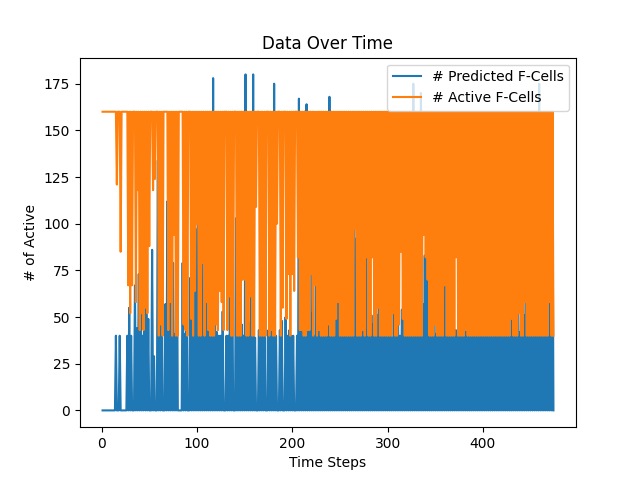 Data Over Time
# Predicted F-Cells
# Active F-Cells
# of Active
175
150
125
100
75
50
25
0
0 100 200 300 400
Time Steps